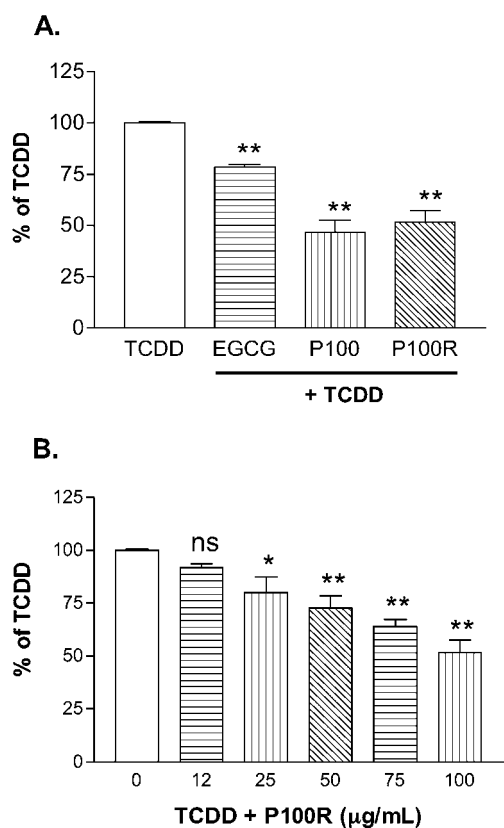 A.
125
100
75
50
25
0
% of TCDD
**
**
**
TCDD EGCG P100 P100R
+ TCDD
B.
125
100
75
50
25
0
% of TCDD
ns
*
**
**
**
0 12 25 50 75 100
TCDD + P100R (μg/mL)